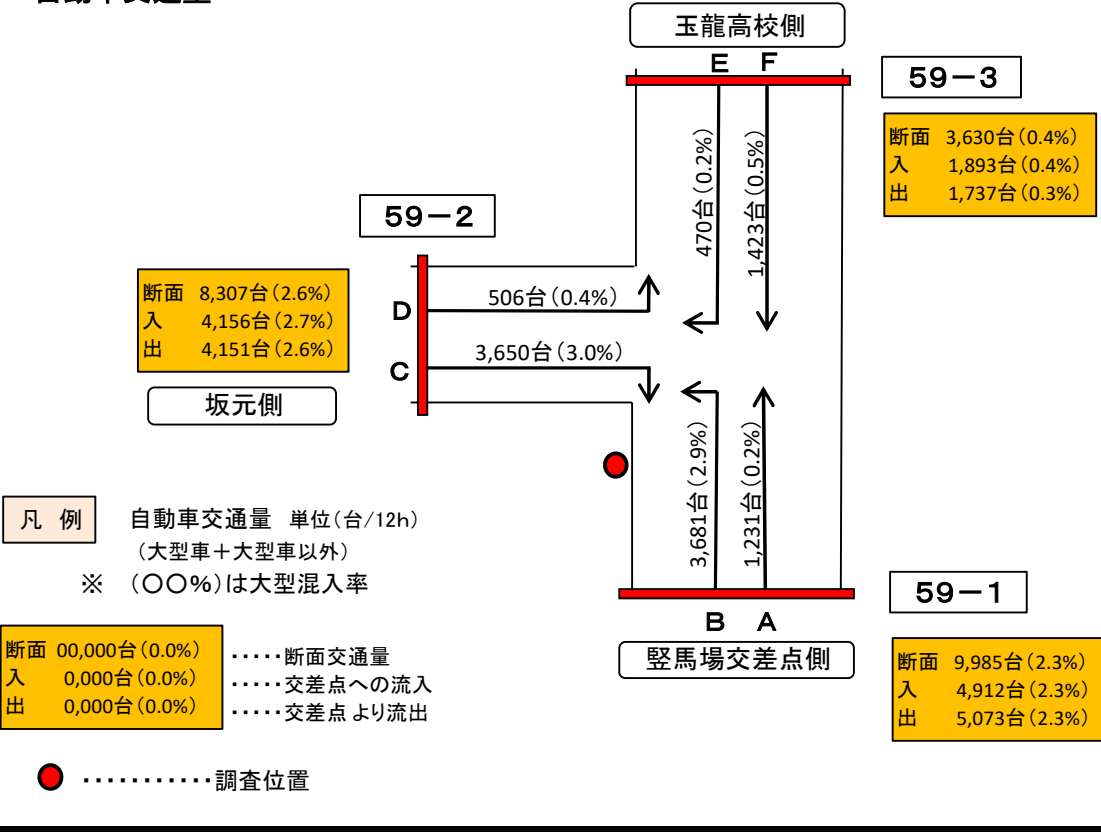 玉龍高校側
E F
59－3
断面 3,630台(0.4%)
入 1,893台(0.4%)
出 1,737台(0.3%)
470台(0.2%)
1,423台(0.5%)
59－2
断面 8,307台(2.6%)
入 4,156台(2.7%)
出 4,151台(2.6%)
坂元側
D
506台(0.4%)
C
3,650台(3.0%)
3,681台(2.9%)
1,231台(0.2%)
凡 例
自動車交通量 単位(台/12h)
(大型車＋大型車以外)
※ (○○%)は大型混入率
59－1
B A
竪馬場交差点側
断面 9,985台(2.3%)
入 4,912台(2.3%)
出 5,073台(2.3%)
断面 00,000台(0.0%) ‥‥‥断面交通量
入 0,000台(0.0%) ‥‥‥交差点への流入
出 0,000台(0.0%) ‥‥‥交差点より流出
‥‥‥‥‥‥調査位置